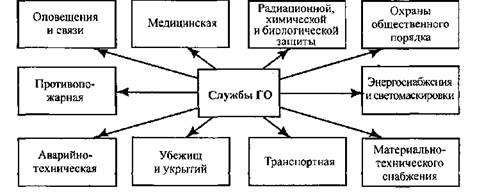 Оповещения
и связи
Медицинская
Радиационной,
химической
и биологической
защиты
Охраны
общественного
порядка
Противопо-
жарная
Службы ГО
Энергоснабжения
и светомаскировки
Аварийно-
техническая
Убежищ
и укрытий
Транспортная
Материально-
технического
снабжения